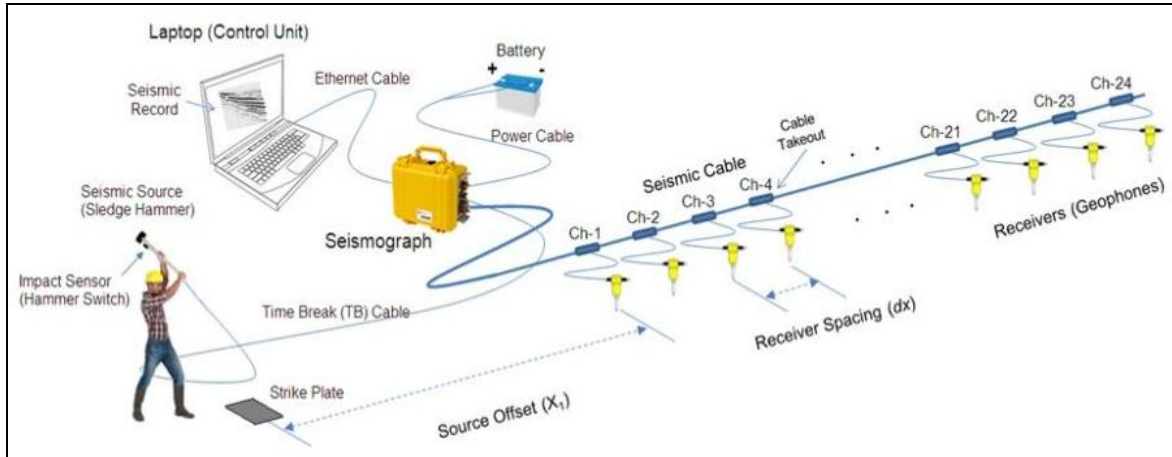 Laptop (Control Unit)
Seismic
Record
Ethernet Cable
Battery
+ -
Power Cable
Seismic Source
(Sledge Hammer)
Impact Sensor
(Hammer Switch)
Seismograph
Time Break (TB) Cable
Strike Plate
Source Offset (X₁)
Seismic Cable
Cable
Takeout
Ch-1
Ch-2
Ch-3
Ch-4
. . .
Ch-21
Ch-22
Ch-23
Ch-24
. . .
Receivers (Geophones)
Receiver Spacing (dx)